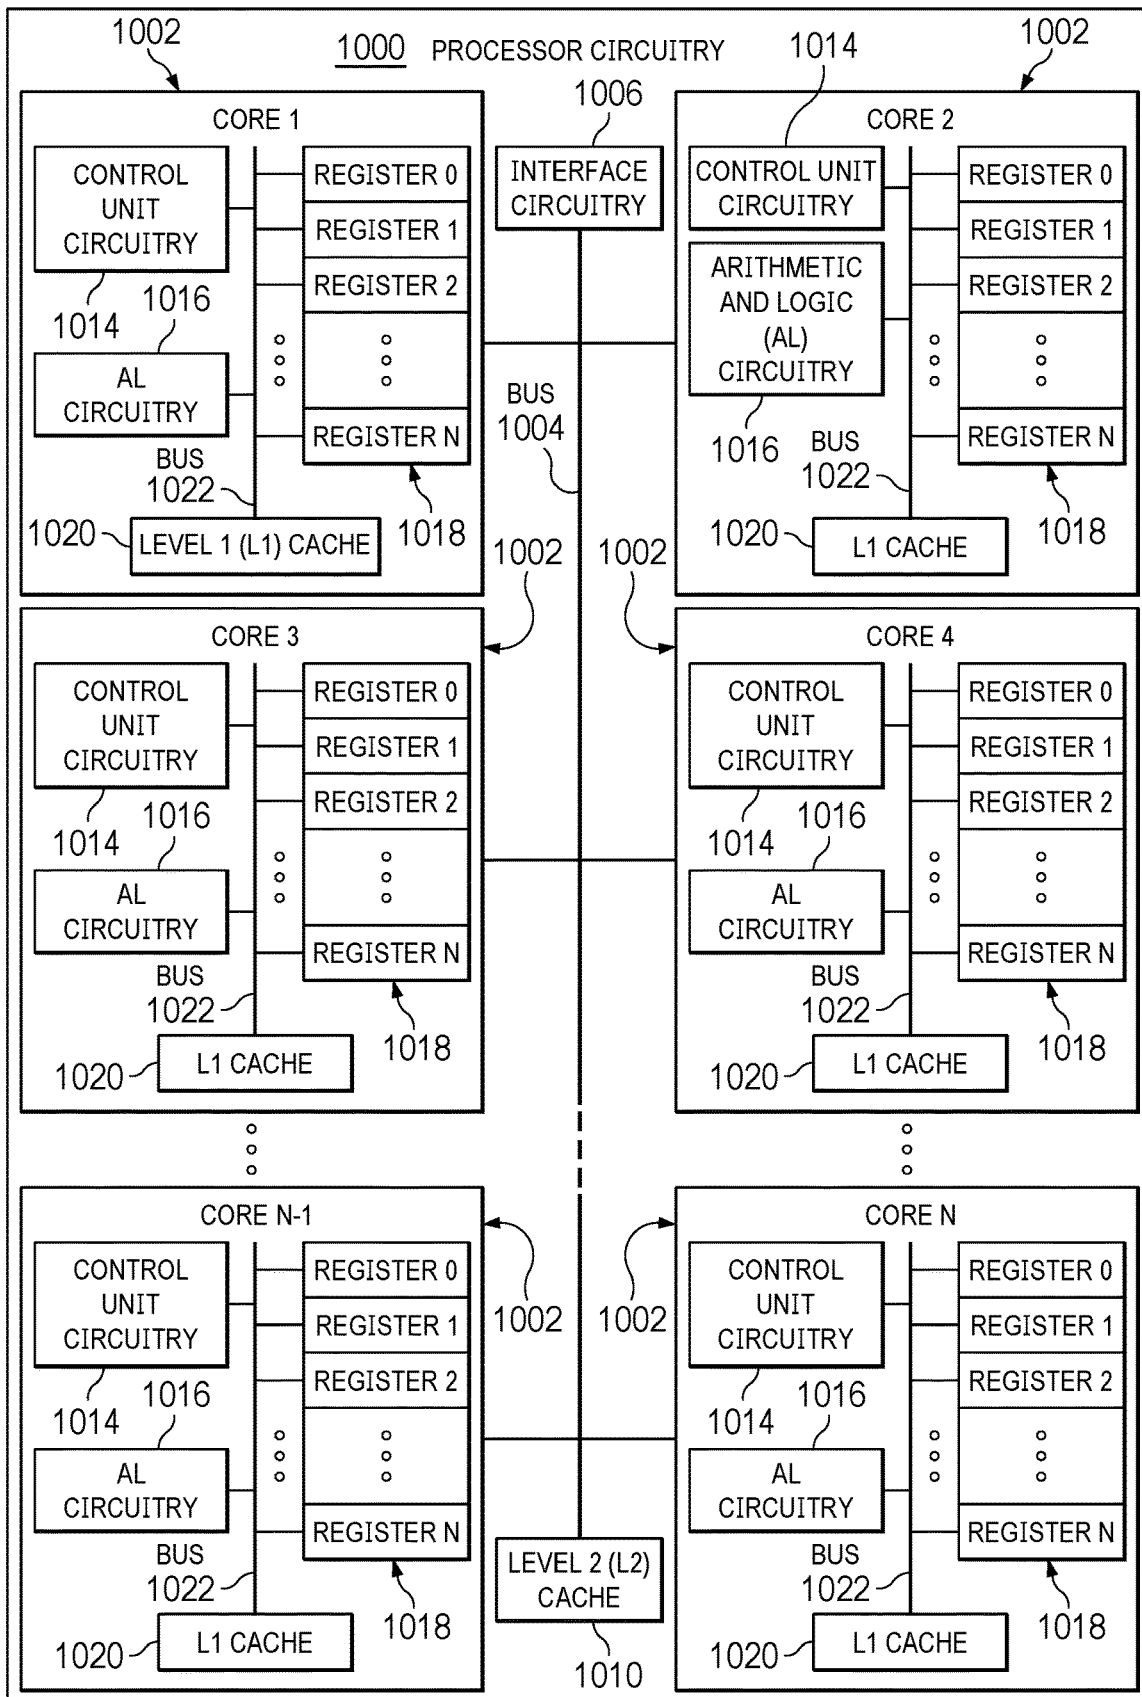 1000 PROCESSOR CIRCUITRY
1002
1014
1002
1006
CORE 1
CONTROL
UNIT
CIRCUITRY
1014
1016
AL
CIRCUITRY
REGISTER 0
REGISTER 1
REGISTER 2
REGISTER N
BUS
1022
1018
1020
LEVEL 1 (L1) CACHE
INTERFACE
CIRCUITRY
BUS
1004
CORE 2
CONTROL UNIT
CIRCUITRY
ARITHMETIC
AND LOGIC
(AL)
CIRCUITRY
1016
REGISTER 0
REGISTER 1
REGISTER 2
REGISTER N
BUS
1022
1018
1020
L1 CACHE
1002
1002
CORE 3
CONTROL
UNIT
CIRCUITRY
1014
1016
AL
CIRCUITRY
REGISTER 0
REGISTER 1
REGISTER 2
REGISTER N
BUS
1022
1018
1020
L1 CACHE
CORE 4
CONTROL
UNIT
CIRCUITRY
1014
1016
AL
CIRCUITRY
REGISTER 0
REGISTER 1
REGISTER 2
REGISTER N
BUS
1022
1018
1020
L1 CACHE
CORE N-1
CONTROL
UNIT
CIRCUITRY
1014
1016
AL
CIRCUITRY
REGISTER 0
REGISTER 1
REGISTER 2
REGISTER N
BUS
1022
1018
1020
L1 CACHE
1002
1002
LEVEL 2 (L2)
CACHE
1010
CORE N
CONTROL
UNIT
CIRCUITRY
1014
1016
AL
CIRCUITRY
REGISTER 0
REGISTER 1
REGISTER 2
REGISTER N
BUS
1022
1018
1020
L1 CACHE